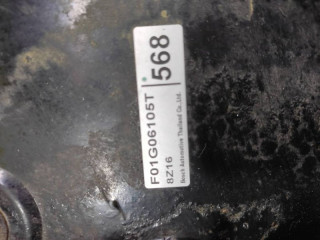 568
F01G06105T
8Z16
Bosch Automotive Thailand Co.,Ltd.